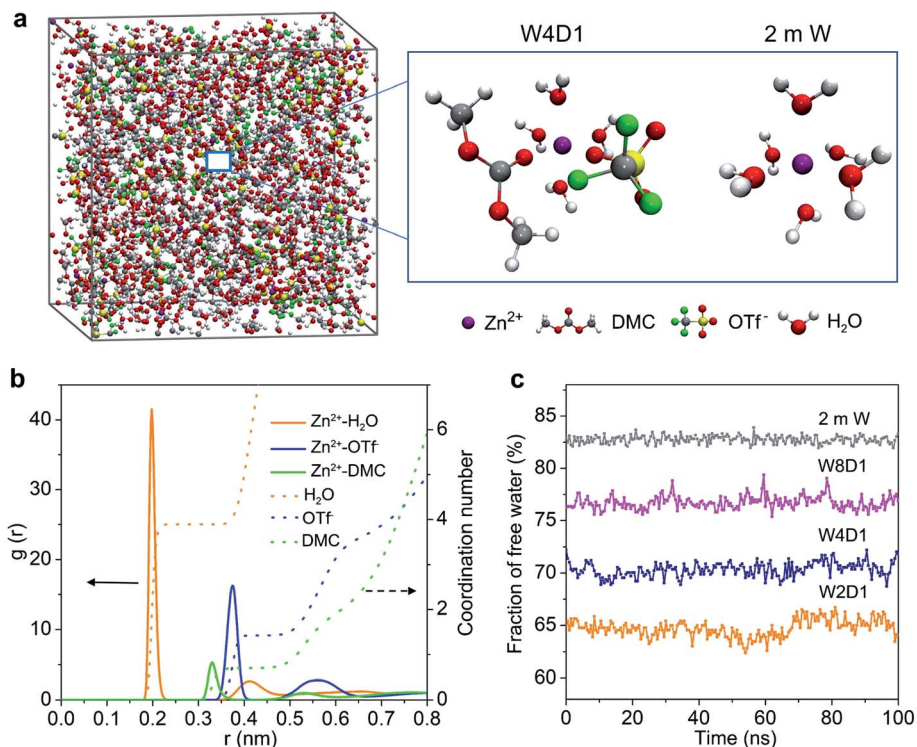 a
W4D1
2 m W
Zn²⁺
DMC
OTf⁻
H₂O
b
40
30
20
10
0
g (r)
Zn²⁺-H₂O
Zn²⁺-OTf⁻
Zn²⁺-DMC
H₂O
OTf⁻
DMC
6
4
2
0
Coordination number
0.0 0.1 0.2 0.3 0.4 0.5 0.6 0.7 0.8
r (nm)
c
85
80
75
70
65
60
Fraction of free water (%)
2 m W
W8D1
W4D1
W2D1
0 20 40 60 80 100
Time (ns)